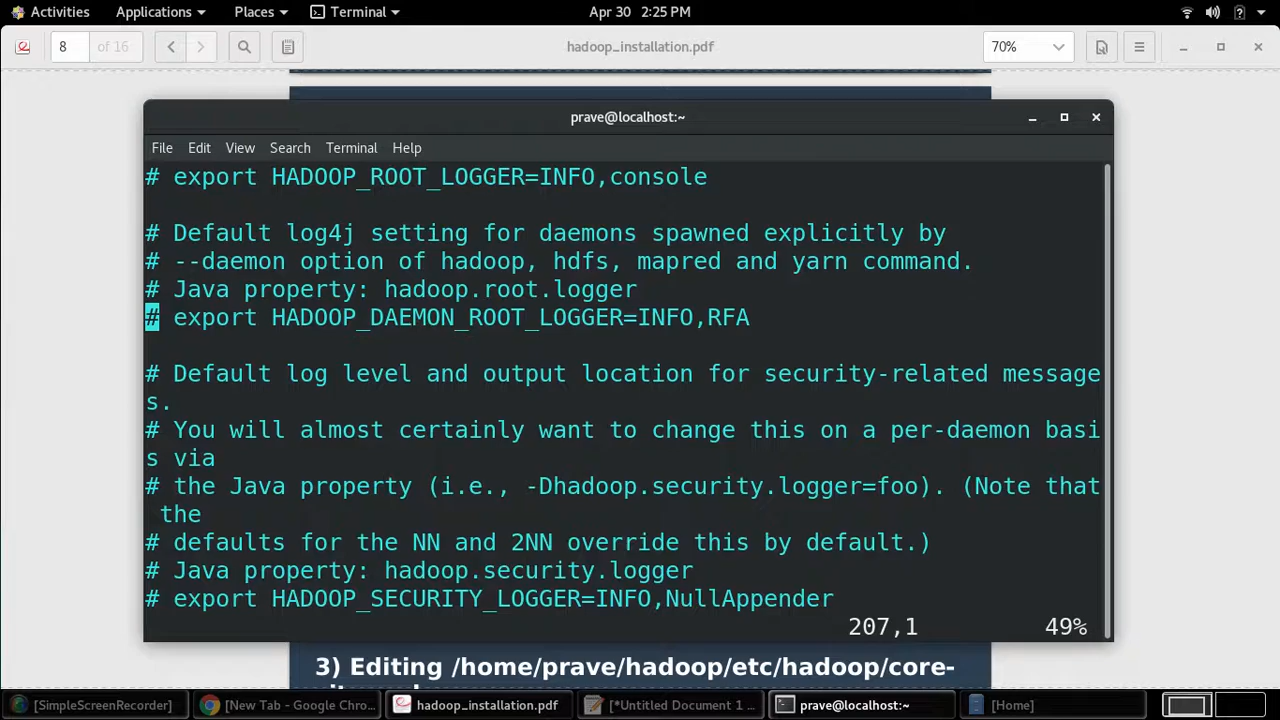 Activities Applications Places Terminal Apr 30 2:25 PM
8 of 16 hadoop_installation.pdf 70%
prave@localhost:~
File Edit View Search Terminal Help
# export HADOOP_ROOT_LOGGER=INFO,console
# Default log4j setting for daemons spawned explicitly by
# --daemon option of hadoop, hdfs, mapred and yarn command.
# Java property: hadoop.root.logger
# export HADOOP_DAEMON_ROOT_LOGGER=INFO,RFA
# Default log level and output location for security-related message
s.
# You will almost certainly want to change this on a per-daemon basi
s via
# the Java property (i.e., -Dhadoop.security.logger=foo). (Note that
the
# defaults for the NN and 2NN override this by default.)
# Java property: hadoop.security.logger
# export HADOOP_SECURITY_LOGGER=INFO,NullAppender
207,1 49%
3) Editing /home/prave/hadoop/etc/hadoop/core-
[SimpleScreenRecorder] [New Tab - Google Chro... hadoop_installation.pdf [*Untitled Document 1 ... prave@localhost:~ [Home]